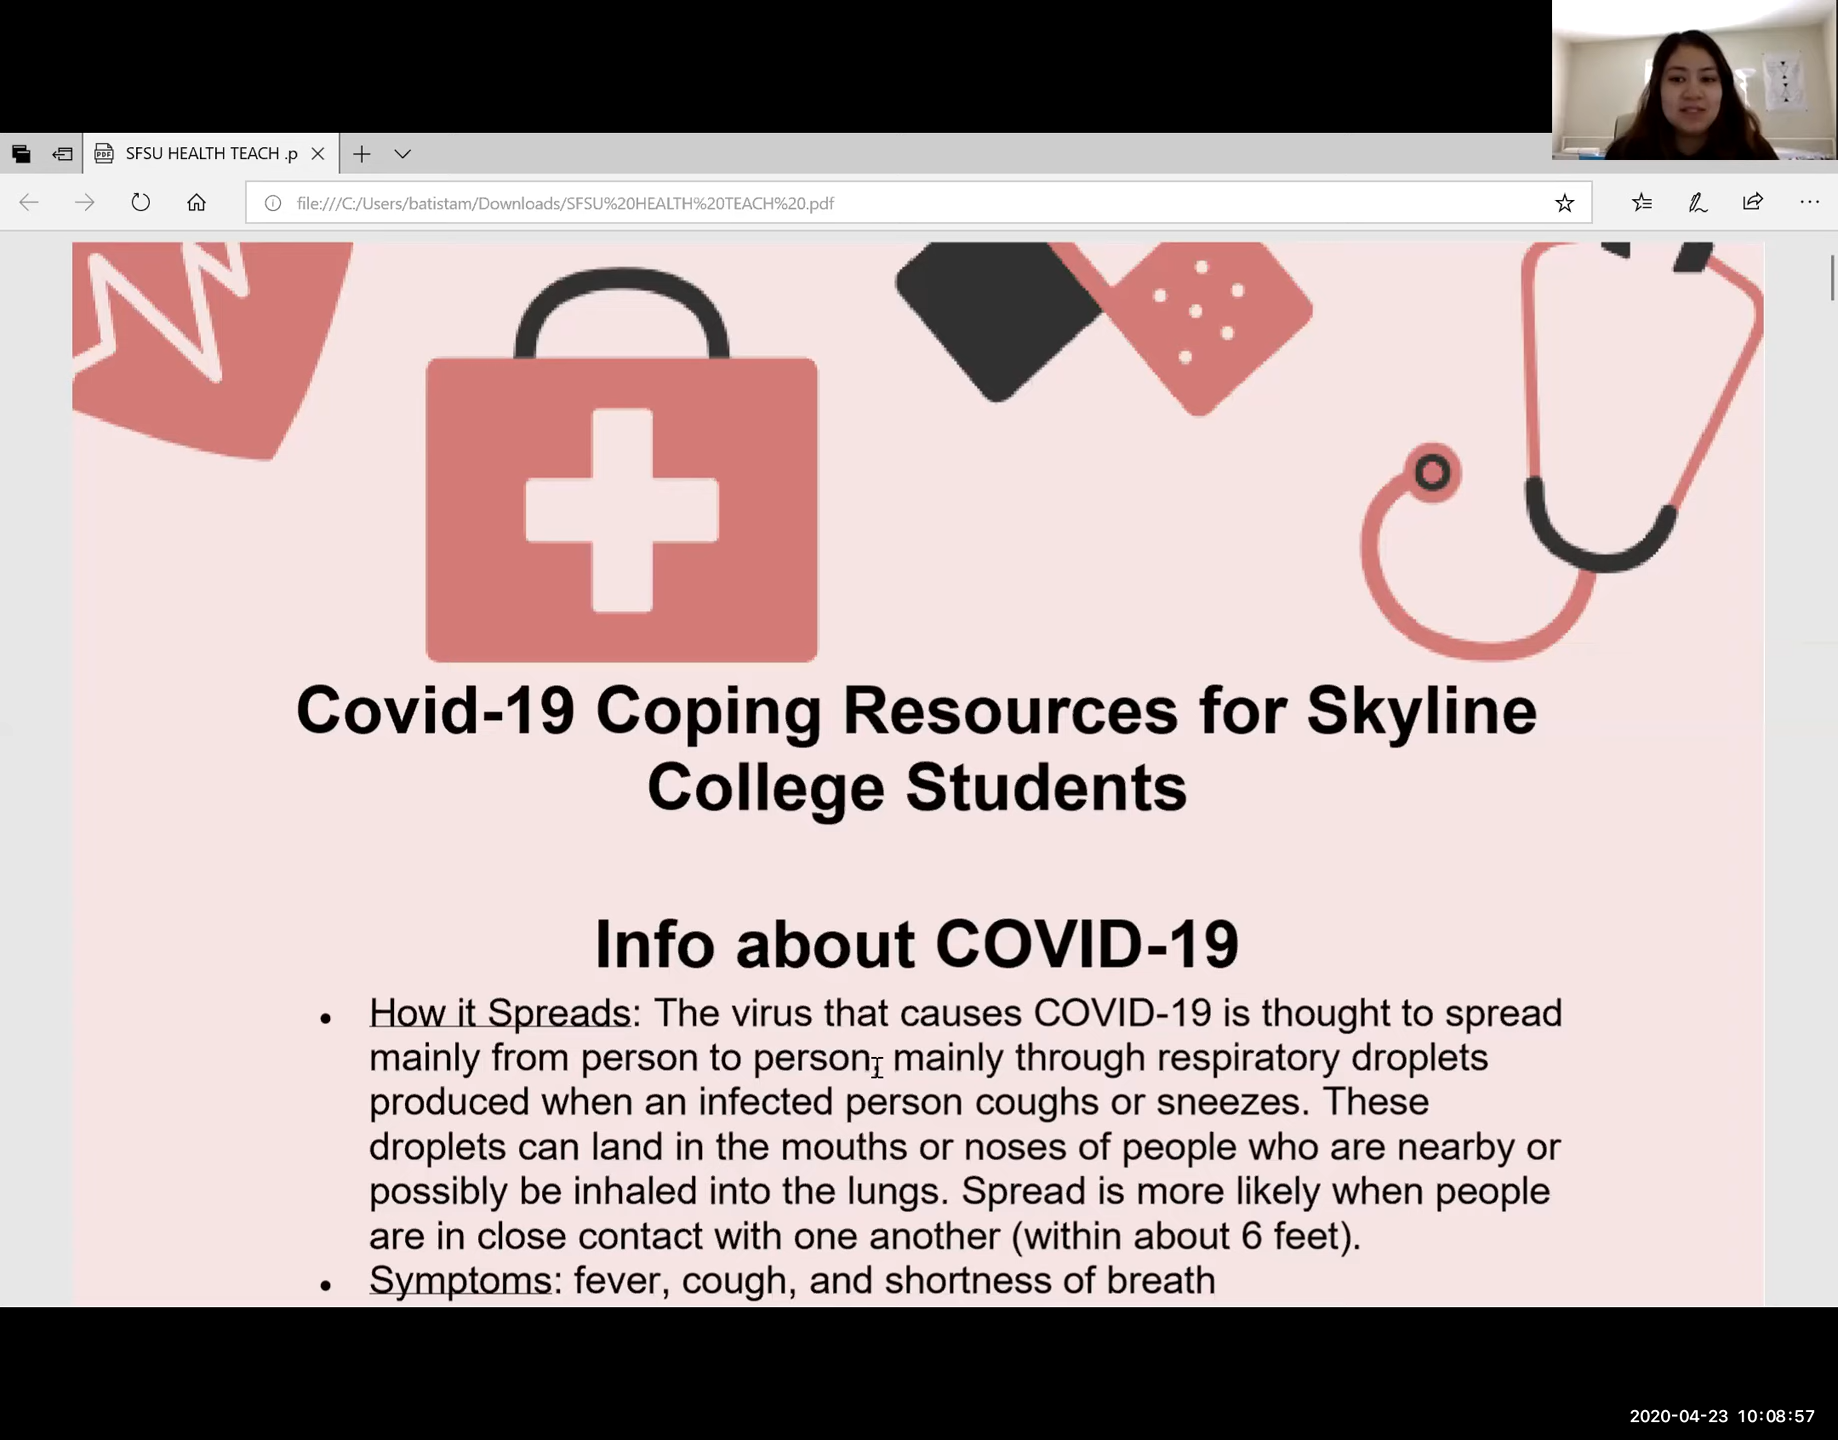 SFSU HEALTH TEACH .p
PDF
file:///C:/Users/batistam/Downloads/SFSU%20HEALTH%20TEACH%20.pdf
Covid-19 Coping Resources for Skyline
College Students
Info about COVID-19
• How it Spreads: The virus that causes COVID-19 is thought to spread
mainly from person to person, mainly through respiratory droplets
produced when an infected person coughs or sneezes. These
droplets can land in the mouths or noses of people who are nearby or
possibly be inhaled into the lungs. Spread is more likely when people
are in close contact with one another (within about 6 feet).
• Symptoms: fever, cough, and shortness of breath
2020-04-23 10:08:57